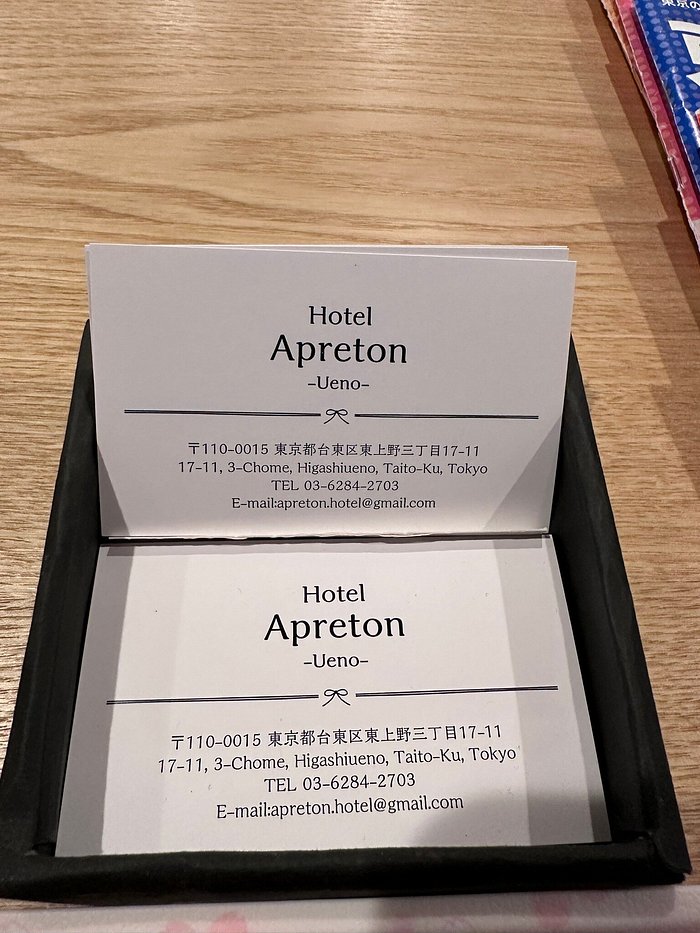 東京の
Hotel
Apreton
-Ueno-
〒110-0015 東京都台東区東上野三丁目17-11
17-11, 3-Chome, Higashiueno, Taito-Ku, Tokyo
TEL 03-6284-2703
E-mail:apreton.hotel@gmail.com
Hotel
Apreton
-Ueno-
〒110-0015 東京都台東区東上野三丁目17-11
17-11, 3-Chome, Higashiueno, Taito-Ku, Tokyo
TEL 03-6284-2703
E-mail:apreton.hotel@gmail.com